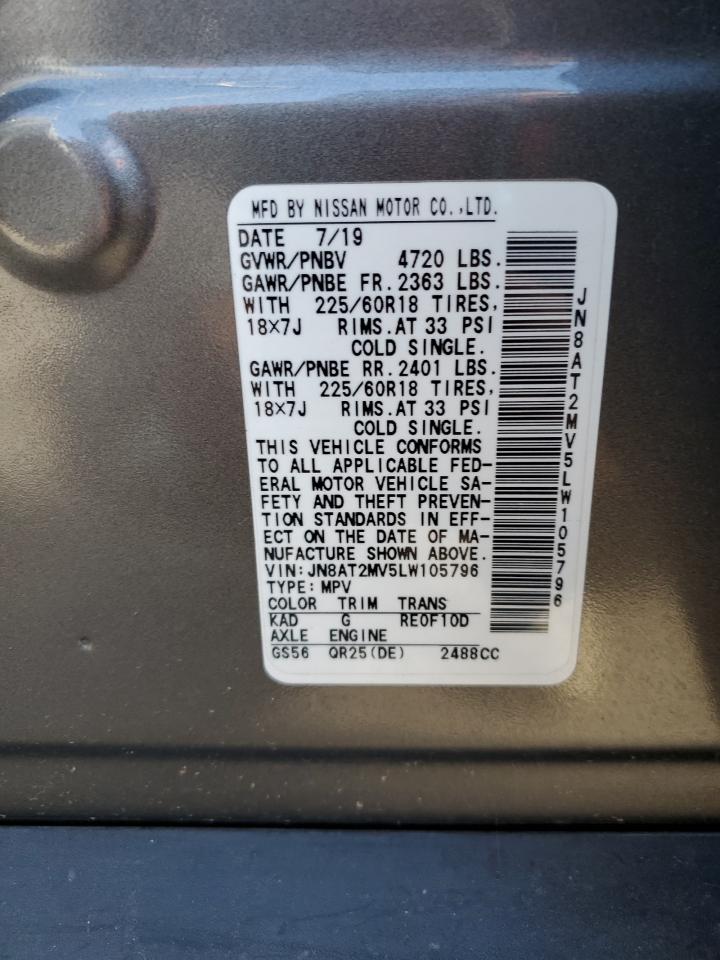 MFD BY NISSAN MOTOR CO.,LTD.
DATE 7/19
GVWR/PNBV 4720 LBS.
GAWR/PNBE FR. 2363 LBS.
WITH 225/60R18 TIRES,
18×7J RIMS.AT 33 PSI
COLD SINGLE.
GAWR/PNBE RR. 2401 LBS.
WITH 225/60R18 TIRES,
18×7J RIMS.AT 33 PSI
COLD SINGLE.
THIS VEHICLE CONFORMS
TO ALL APPLICABLE FED-
ERAL MOTOR VEHICLE SA-
FETY AND THEFT PREVEN-
TION STANDARDS IN EFF-
ECT ON THE DATE OF MA-
NUFACTURE SHOWN ABOVE.
VIN:JN8AT2MV5LW105796
TYPE:MPV
COLOR TRIM TRANS
KAD G RE0F10D
AXLE ENGINE
GS56 QR25(DE) 2488CC
JN8AT2MV5LW105796